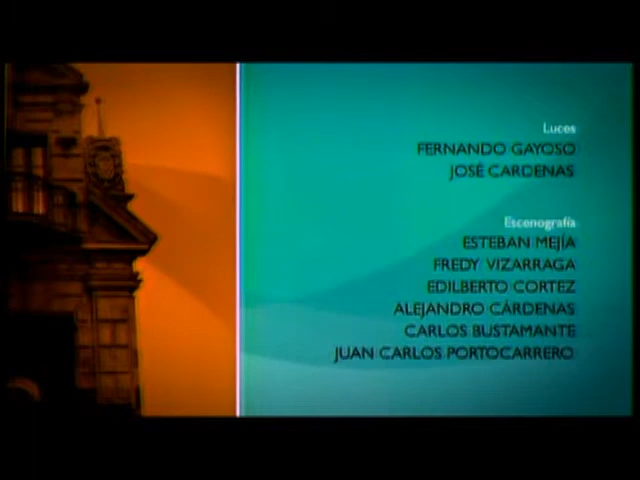 Luces
FERNANDO GAYOSO
JOSÉ CARDENAS
Escenografía
ESTEBAN MEJÍA
FREDY VIZARRAGA
EDILBERTO CORTEZ
ALEJANDRO CÁRDENAS
CARLOS BUSTAMANTE
JUAN CARLOS PORTOCARRERO